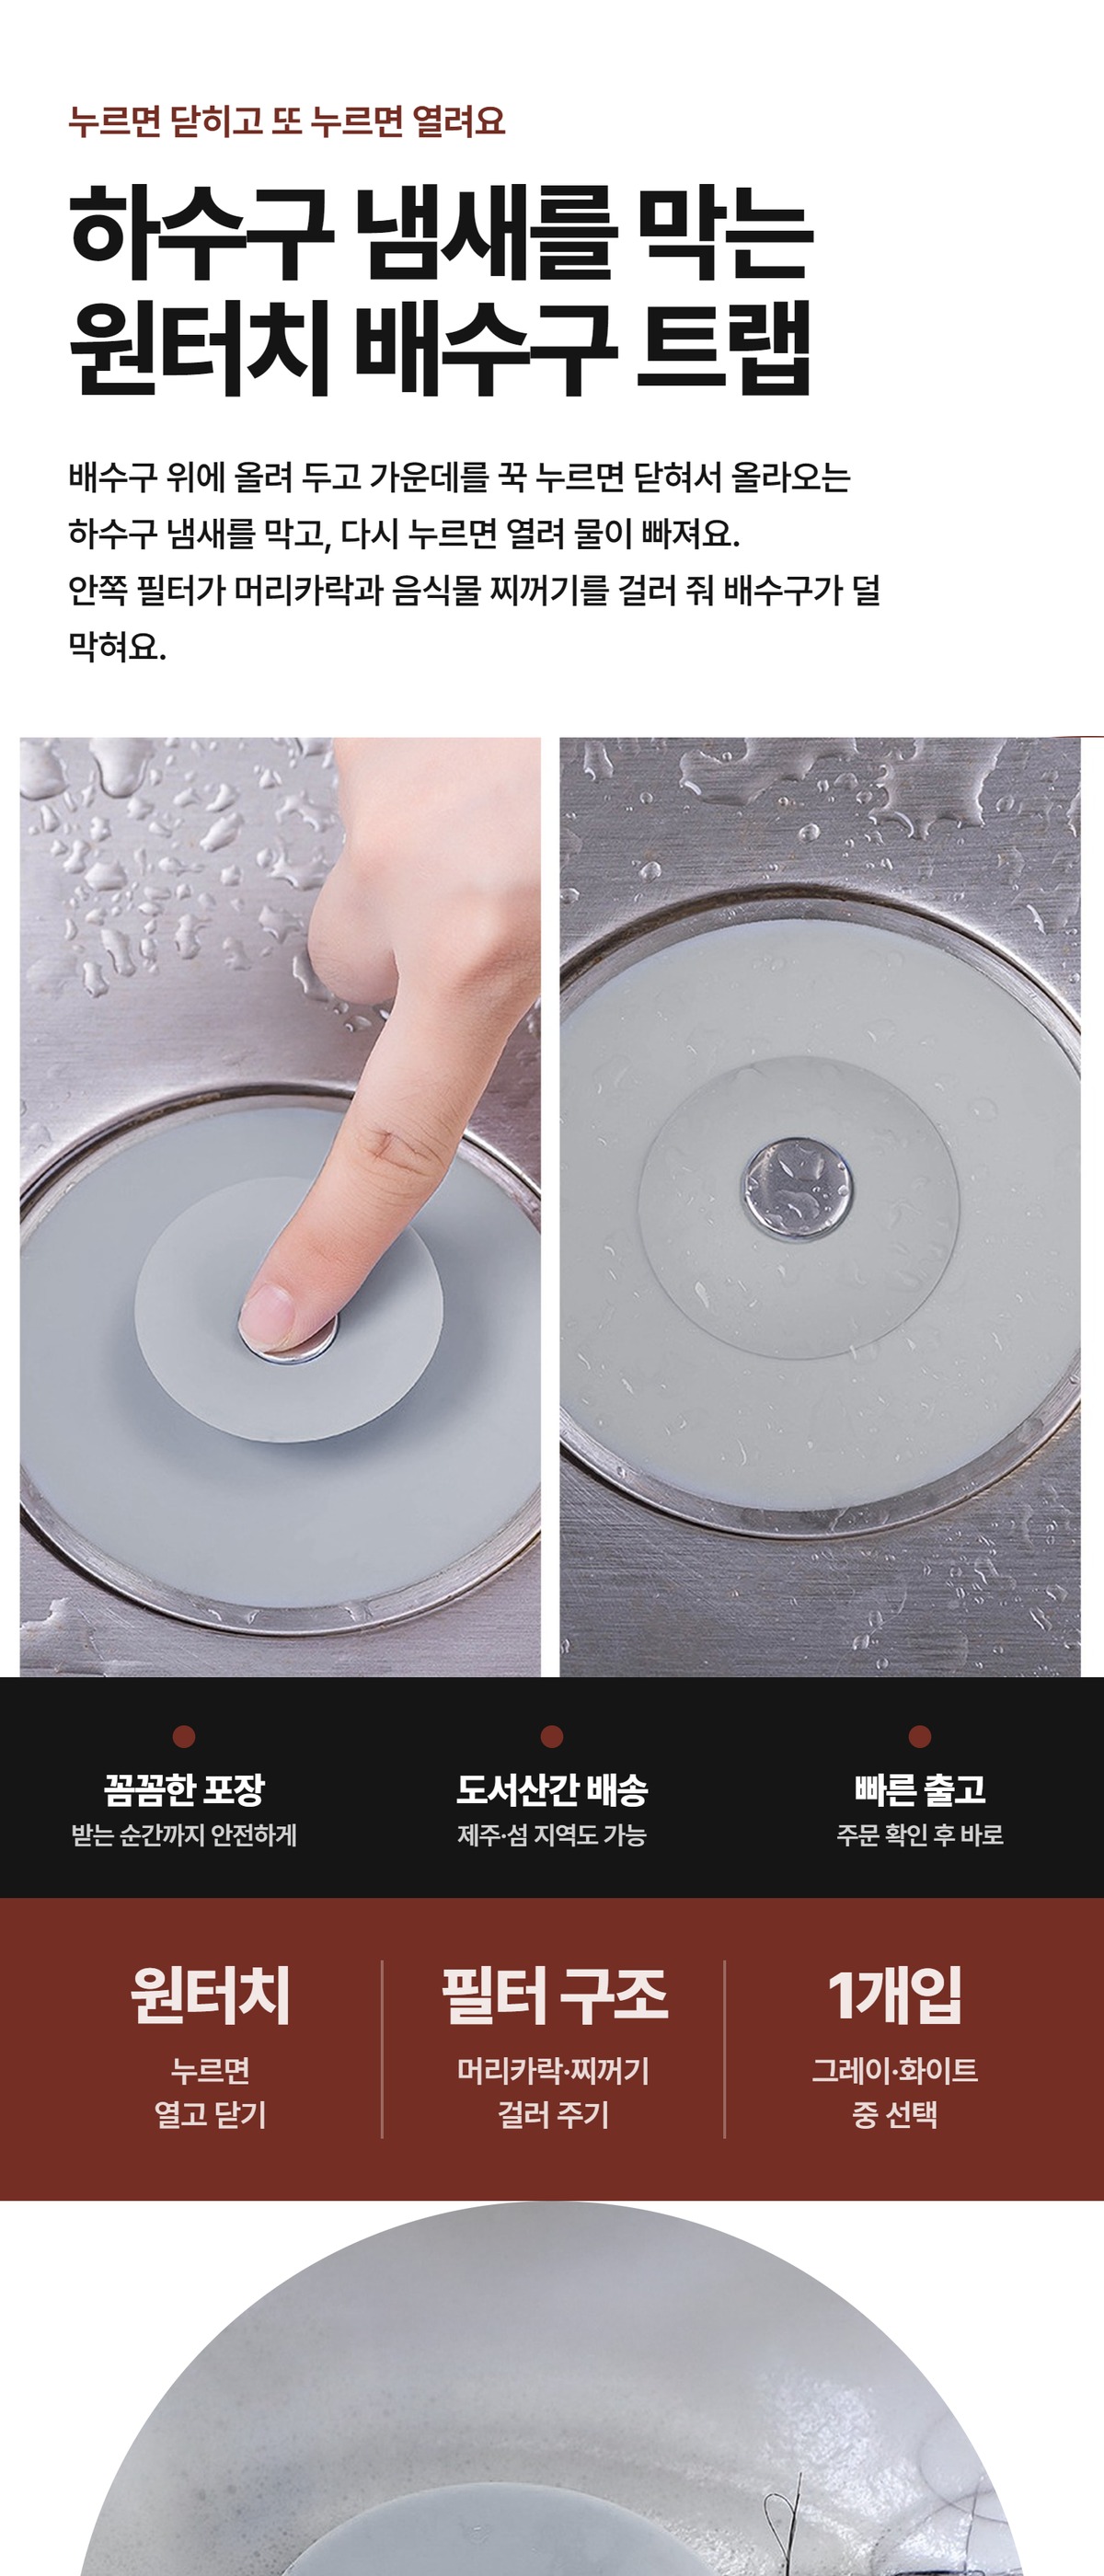 누르면 닫히고 또 누르면 열려요
하수구 냄새를 막는
원터치 배수구 트랩
배수구 위에 올려 두고 가운데를 꾹 누르면 닫혀서 올라오는
하수구 냄새를 막고, 다시 누르면 열려 물이 빠져요.
안쪽 필터가 머리카락과 음식물 찌꺼기를 걸러 줘 배수구가 덜
막혀요.
꼼꼼한 포장
받는 순간까지 안전하게
도서산간 배송
제주·섬 지역도 가능
빠른 출고
주문 확인 후 바로
원터치
누르면
열고 닫기
필터 구조
머리카락·찌꺼기
걸러 주기
1개입
그레이·화이트
중 선택